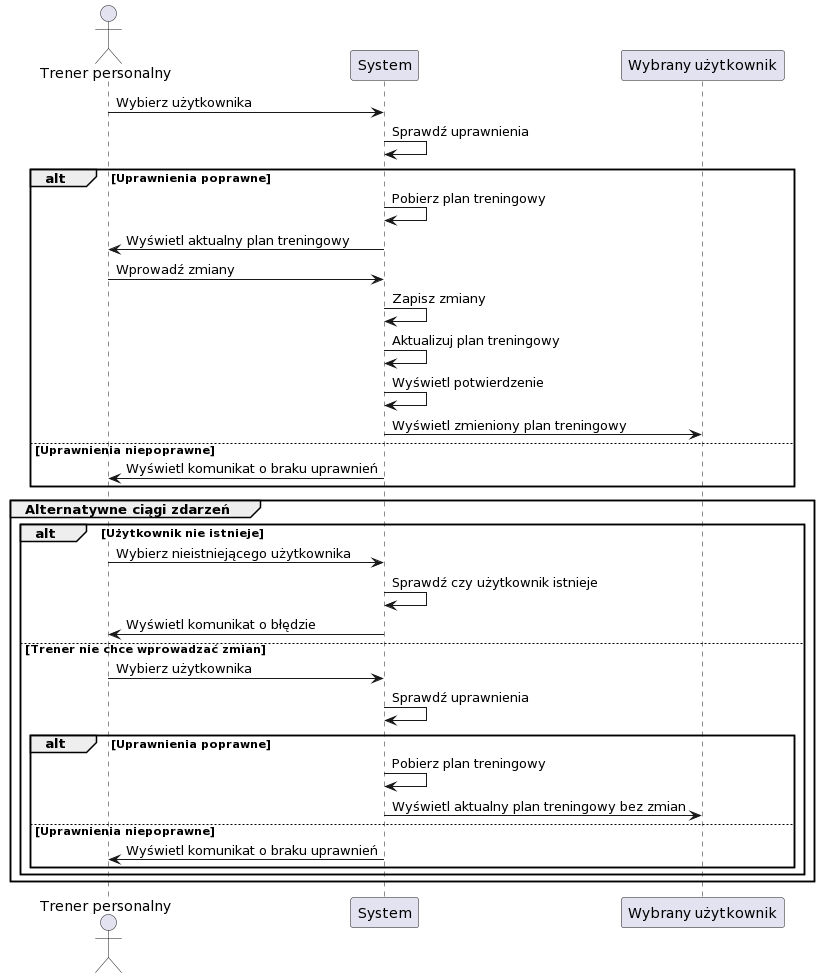 Trener personalny
System
Wybrany użytkownik
Wybierz użytkownika
Sprawdź uprawnienia
alt
[Uprawnienia poprawne]
Pobierz plan treningowy
Wyświetl aktualny plan treningowy
Wprowadź zmiany
Zapisz zmiany
Aktualizuj plan treningowy
Wyświetl potwierdzenie
Wyświetl zmieniony plan treningowy
[Uprawnienia niepoprawne]
Wyświetl komunikat o braku uprawnień
Alternatywne ciągi zdarzeń
alt
[Użytkownik nie istnieje]
Wybierz nieistniejącego użytkownika
Sprawdź czy użytkownik istnieje
Wyświetl komunikat o błędzie
[Trener nie chce wprowadzać zmian]
Wybierz użytkownika
Sprawdź uprawnienia
alt
[Uprawnienia poprawne]
Pobierz plan treningowy
Wyświetl aktualny plan treningowy bez zmian
[Uprawnienia niepoprawne]
Wyświetl komunikat o braku uprawnień
Trener personalny
System
Wybrany użytkownik